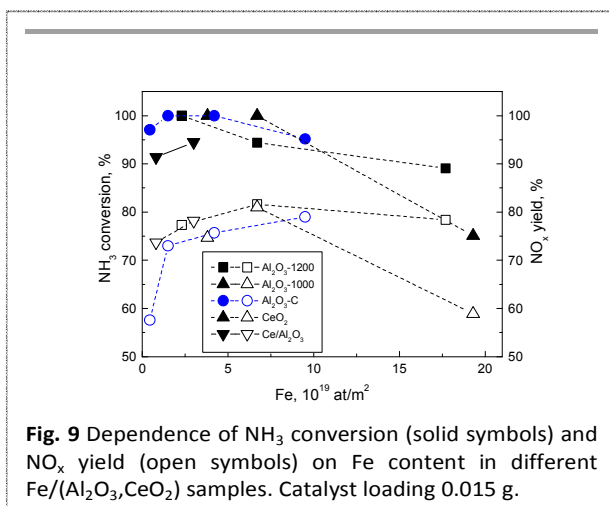 100
90
80
70
60
50
NH₃ conversion, %
100
90
80
70
60
50
NOₓ yield, %
Al₂O₃-1200
Al₂O₃-1000
Al₂O₃-C
CeO₂
Ce/Al₂O₃
0 5 10 15 20
Fe, 10¹⁹ at/m²
Fig. 9 Dependence of NH₃ conversion (solid symbols) and
NOₓ yield (open symbols) on Fe content in different
Fe/(Al₂O₃,CeO₂) samples. Catalyst loading 0.015 g.